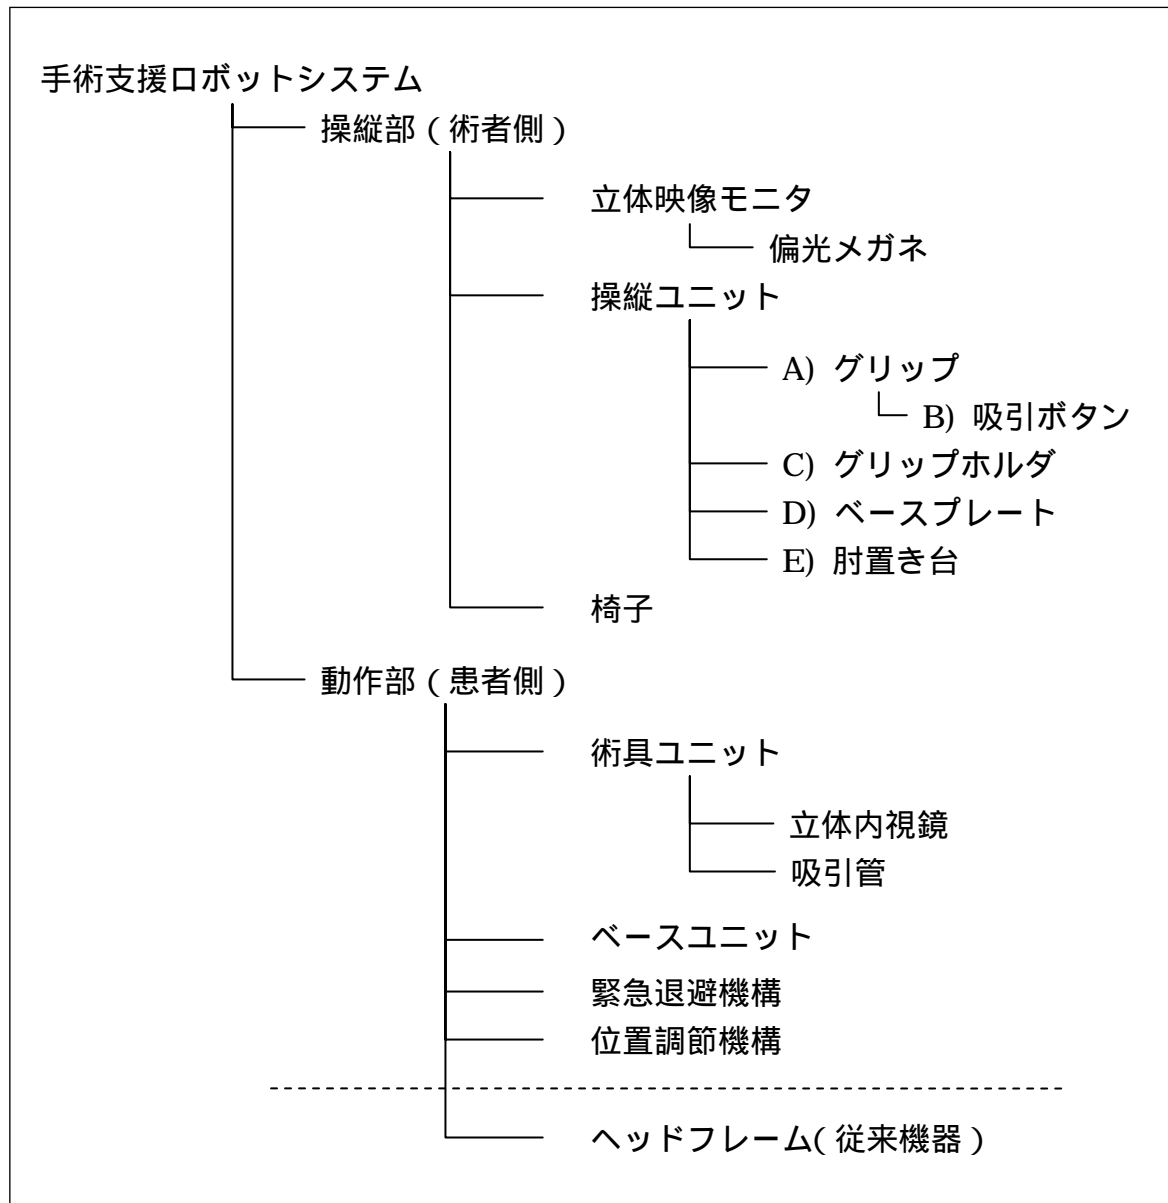 手術支援ロボットシステム
操縦部（術者側）
立体映像モニタ
偏光メガネ
操縦ユニット
A) グリップ
B) 吸引ボタン
C) グリップホルダ
D) ベースプレート
E) 肘置き台
椅子
動作部（患者側）
術具ユニット
立体内視鏡
吸引管
ベースユニット
緊急退避機構
位置調節機構
ヘッドフレーム(従来機器)